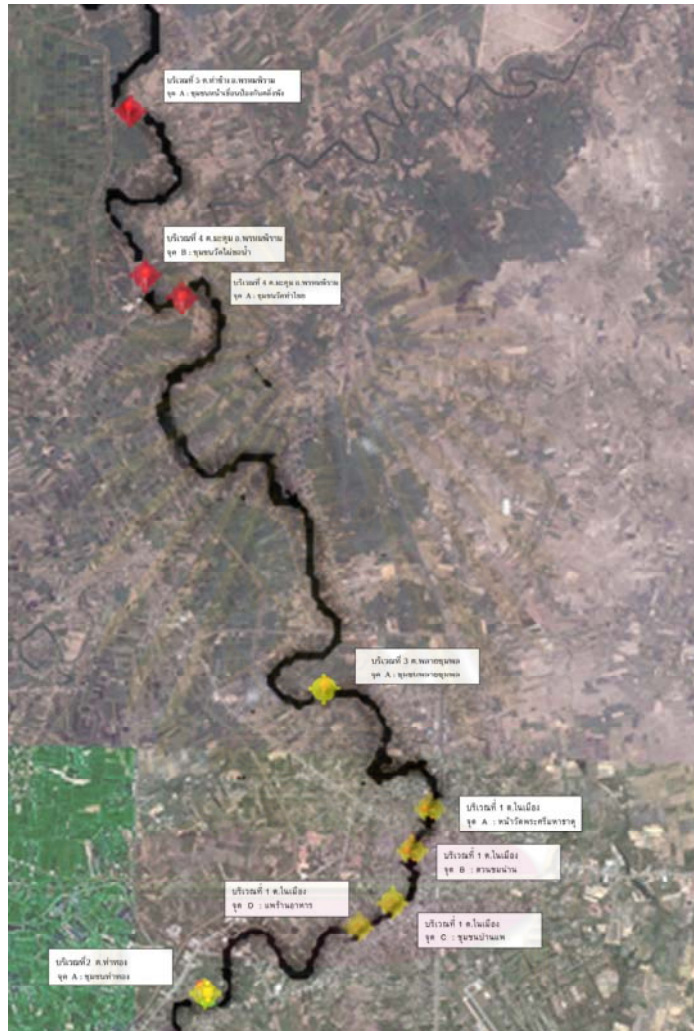 บริเวณที่ 5 ต.ท่าช้าง อ.พรหมพิราม
จุด A : ชุมชนหน้าเขื่อนป้องกันตลิ่งพัง
บริเวณที่ 4 ต.มะตูม อ.พรหมพิราม
จุด B : ชุมชนวัดไผ่ขอน้ำ
บริเวณที่ 4 ต.มะตูม อ.พรหมพิราม
จุด A : ชุมชนวัดท่าไชย
บริเวณที่ 3 ต.พลายชุมพล
จุด A : ชุมชนพลายชุมพล
บริเวณที่ 1 ต.ในเมือง
จุด A : หน้าวัดพระศรีมหาธาตุ
บริเวณที่ 1 ต.ในเมือง
จุด B : สวนชมน่าน
บริเวณที่ 1 ต.ในเมือง
จุด D : แพร้านอาหาร
บริเวณที่ 1 ต.ในเมือง
จุด C : ชุมชนบ้านแพ
บริเวณที่2 ต.ท่าทอง
จุด A : ชุมชนท่าทอง